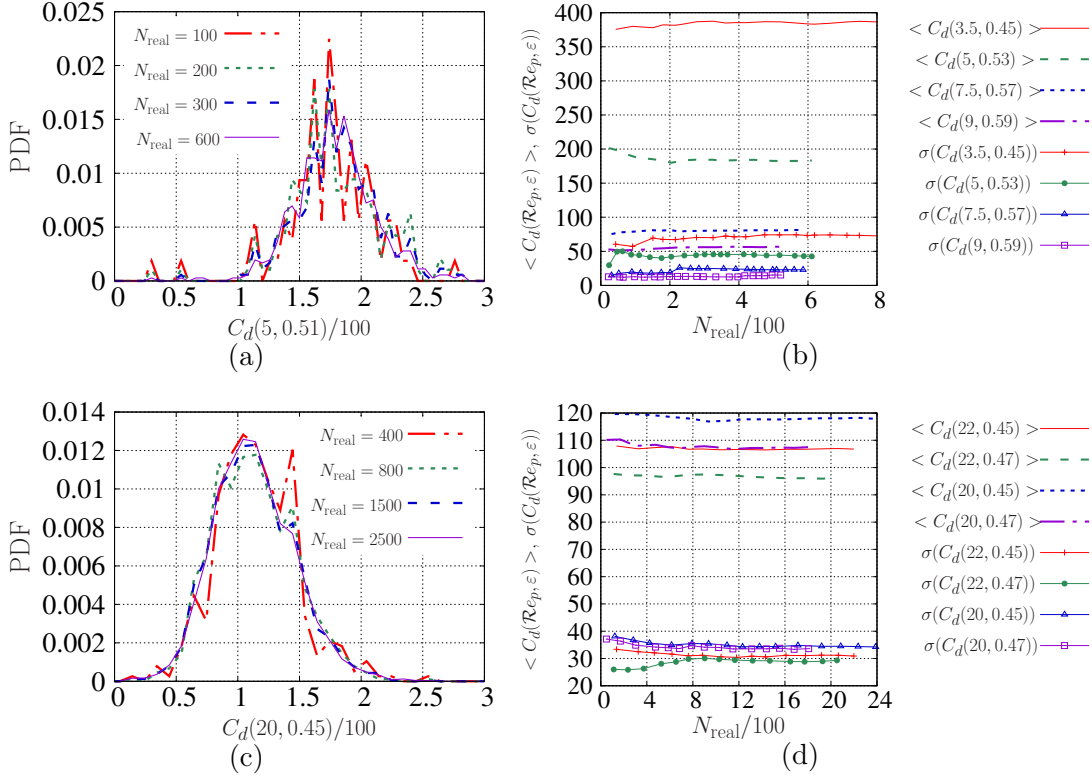 0.025
0.02
0.015
0.01
0.005
0
PDF
N_real = 100
N_real = 200
N_real = 300
N_real = 600
0 0.5 1 1.5 2 2.5 3
C_d(5, 0.51)/100
(a)
400
350
300
250
200
150
100
50
0
< C_d(Re_p, ε) >, σ(C_d(Re_p, ε))
0 2 4 6 8
N_real/100
(b)
< C_d(3.5, 0.45) >
< C_d(5, 0.53) >
< C_d(7.5, 0.57) >
< C_d(9, 0.59) >
σ(C_d(3.5, 0.45))
σ(C_d(5, 0.53))
σ(C_d(7.5, 0.57))
σ(C_d(9, 0.59))
0.014
0.012
0.01
0.008
0.006
0.004
0.002
0
PDF
N_real = 400
N_real = 800
N_real = 1500
N_real = 2500
0 0.5 1 1.5 2 2.5 3
C_d(20, 0.45)/100
(c)
120
110
100
90
80
70
60
50
40
30
20
< C_d(Re_p, ε) >, σ(C_d(Re_p, ε))
0 4 8 12 16 20 24
N_real/100
(d)
< C_d(22, 0.45) >
< C_d(22, 0.47) >
< C_d(20, 0.45) >
< C_d(20, 0.47) >
σ(C_d(22, 0.45))
σ(C_d(22, 0.47))
σ(C_d(20, 0.45))
σ(C_d(20, 0.47))